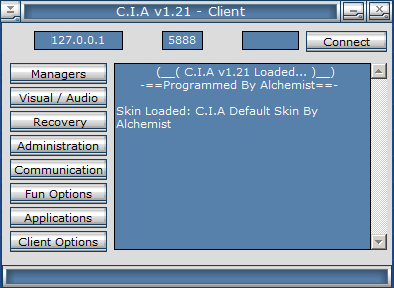 C.I.A v1.21 - Client
127.0.0.1
5888
Connect
Managers
Visual / Audio
Recovery
Administration
Communication
Fun Options
Applications
Client Options
(__( C.I.A v1.21 Loaded... )__)
-==Programmed By Alchemist==-
Skin Loaded: C.I.A Default Skin By
Alchemist